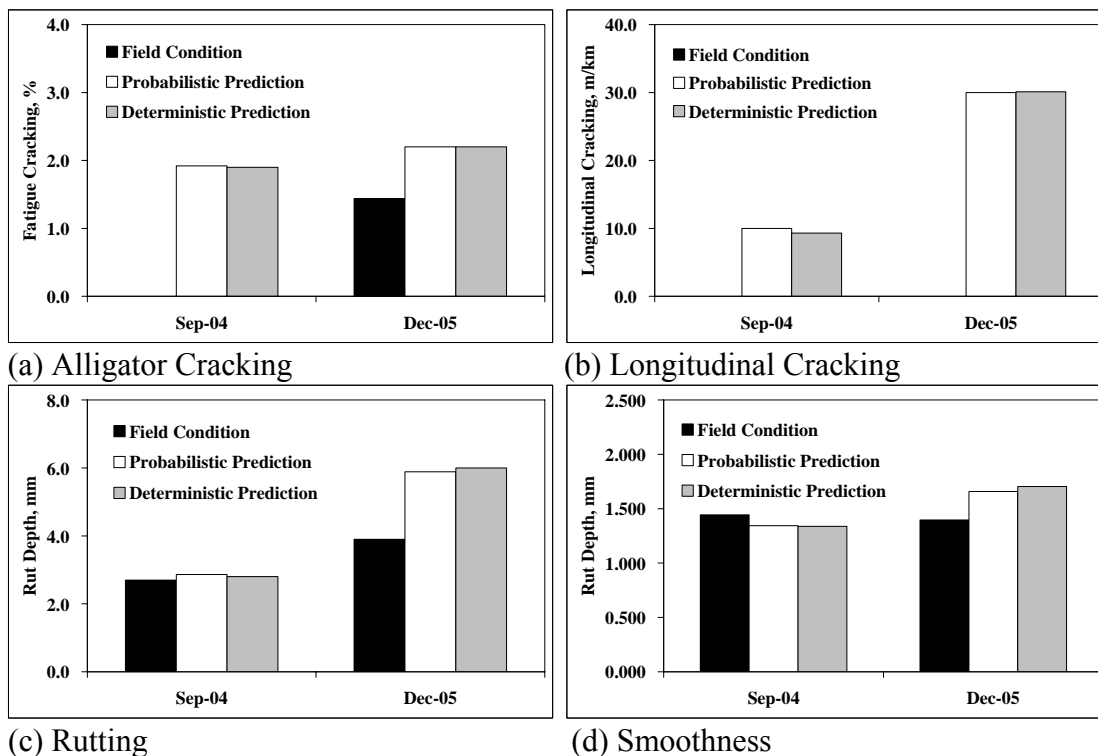 4.0
3.0
2.0
1.0
0.0
Fatigue Cracking, %
Field Condition
Probabilistic Prediction
Deterministic Prediction
Sep-04
Dec-05
(a) Alligator Cracking
40.0
30.0
20.0
10.0
0.0
Longitudinal Cracking, m/km
Field Condition
Probabilistic Prediction
Deterministic Prediction
Sep-04
Dec-05
(b) Longitudinal Cracking
8.0
6.0
4.0
2.0
0.0
Rut Depth, mm
Field Condition
Probabilistic Prediction
Deterministic Prediction
Sep-04
Dec-05
(c) Rutting
2.500
2.000
1.500
1.000
0.500
0.000
Rut Depth, mm
Field Condition
Probabilistic Prediction
Deterministic Prediction
Sep-04
Dec-05
(d) Smoothness